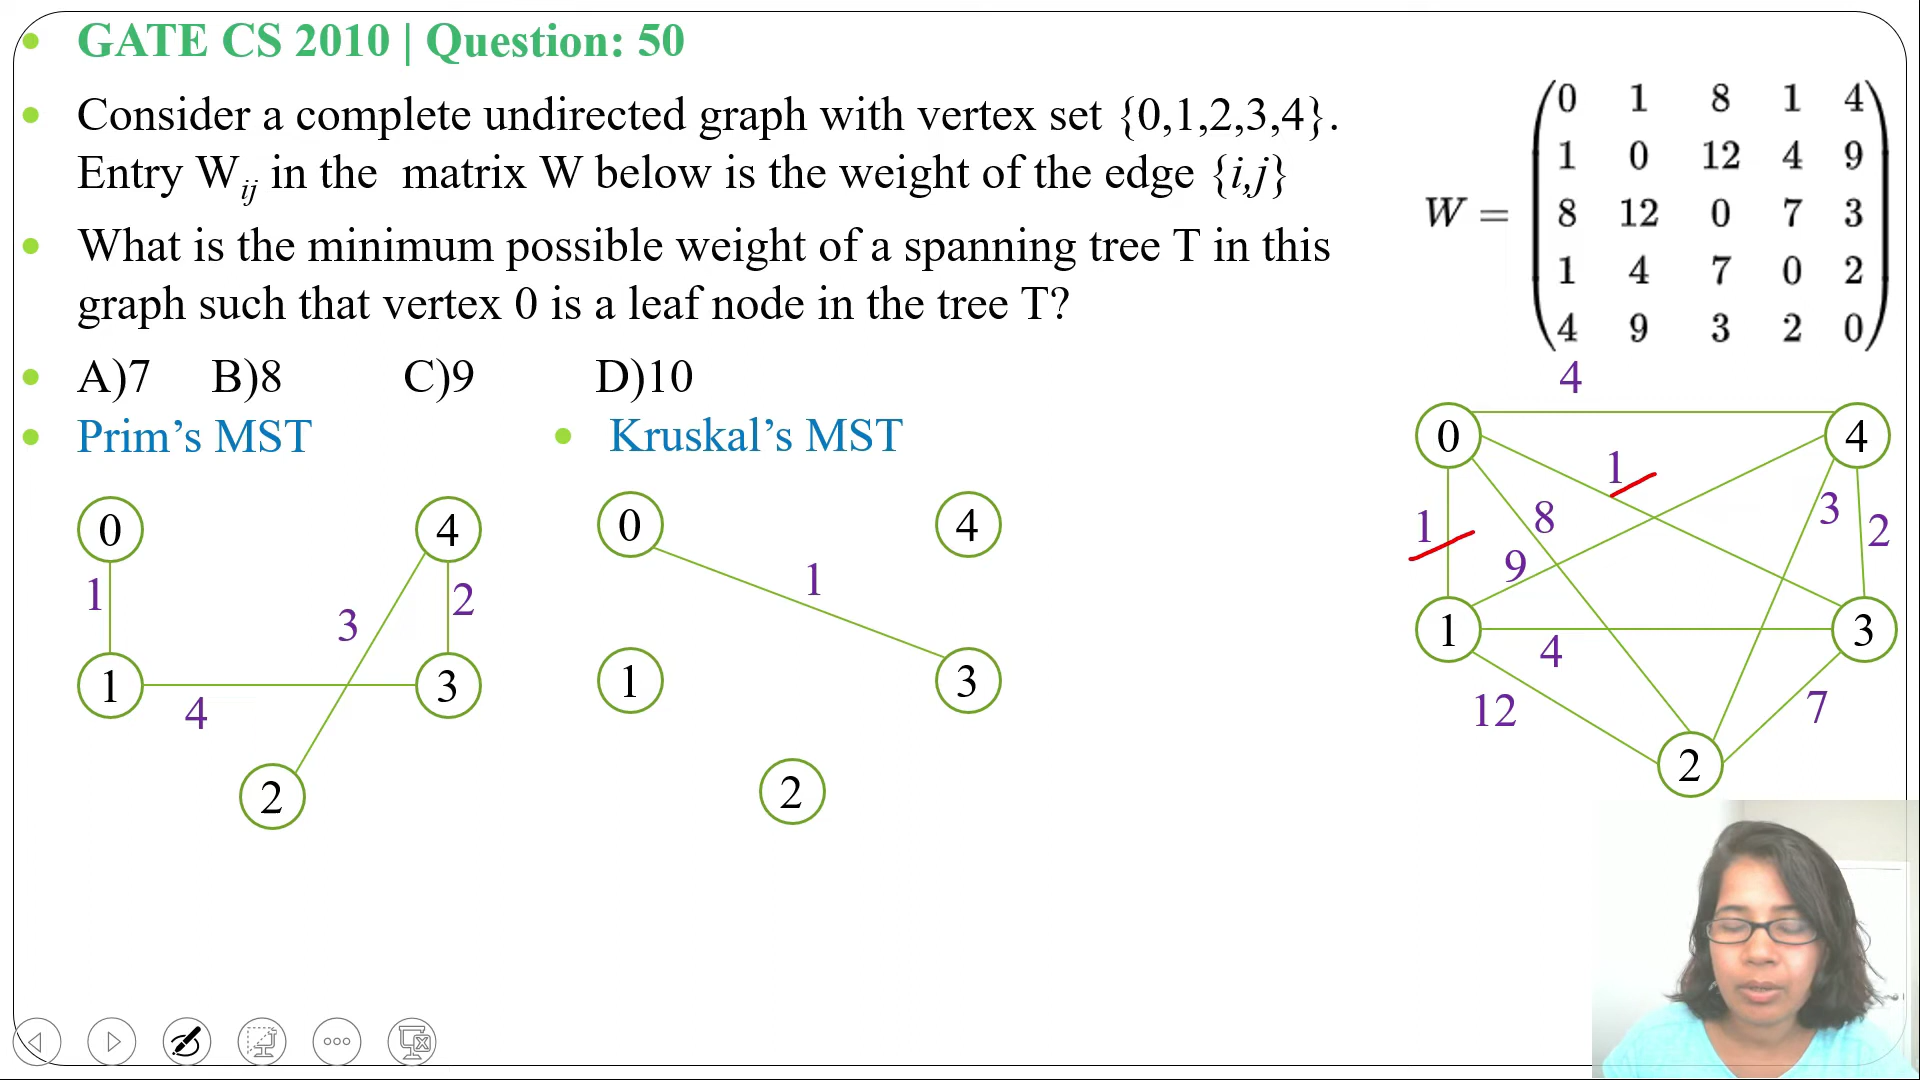 GATE CS 2010 | Question: 50
Consider a complete undirected graph with vertex set {0,1,2,3,4}.
Entry Wij in the matrix W below is the weight of the edge {i,j}
What is the minimum possible weight of a spanning tree T in this
graph such that vertex 0 is a leaf node in the tree T?
A)7 B)8 C)9 D)10
Prim's MST
Kruskal's MST
W =
0 1 8 1 4
1 0 12 4 9
8 12 0 7 3
1 4 7 0 2
4 9 3 2 0
0 4
1 3 2
1 3
4
2
0 4
1
1 3
2
4
0 4
1
1 8 3 2
9
1 3
4
12 7
2